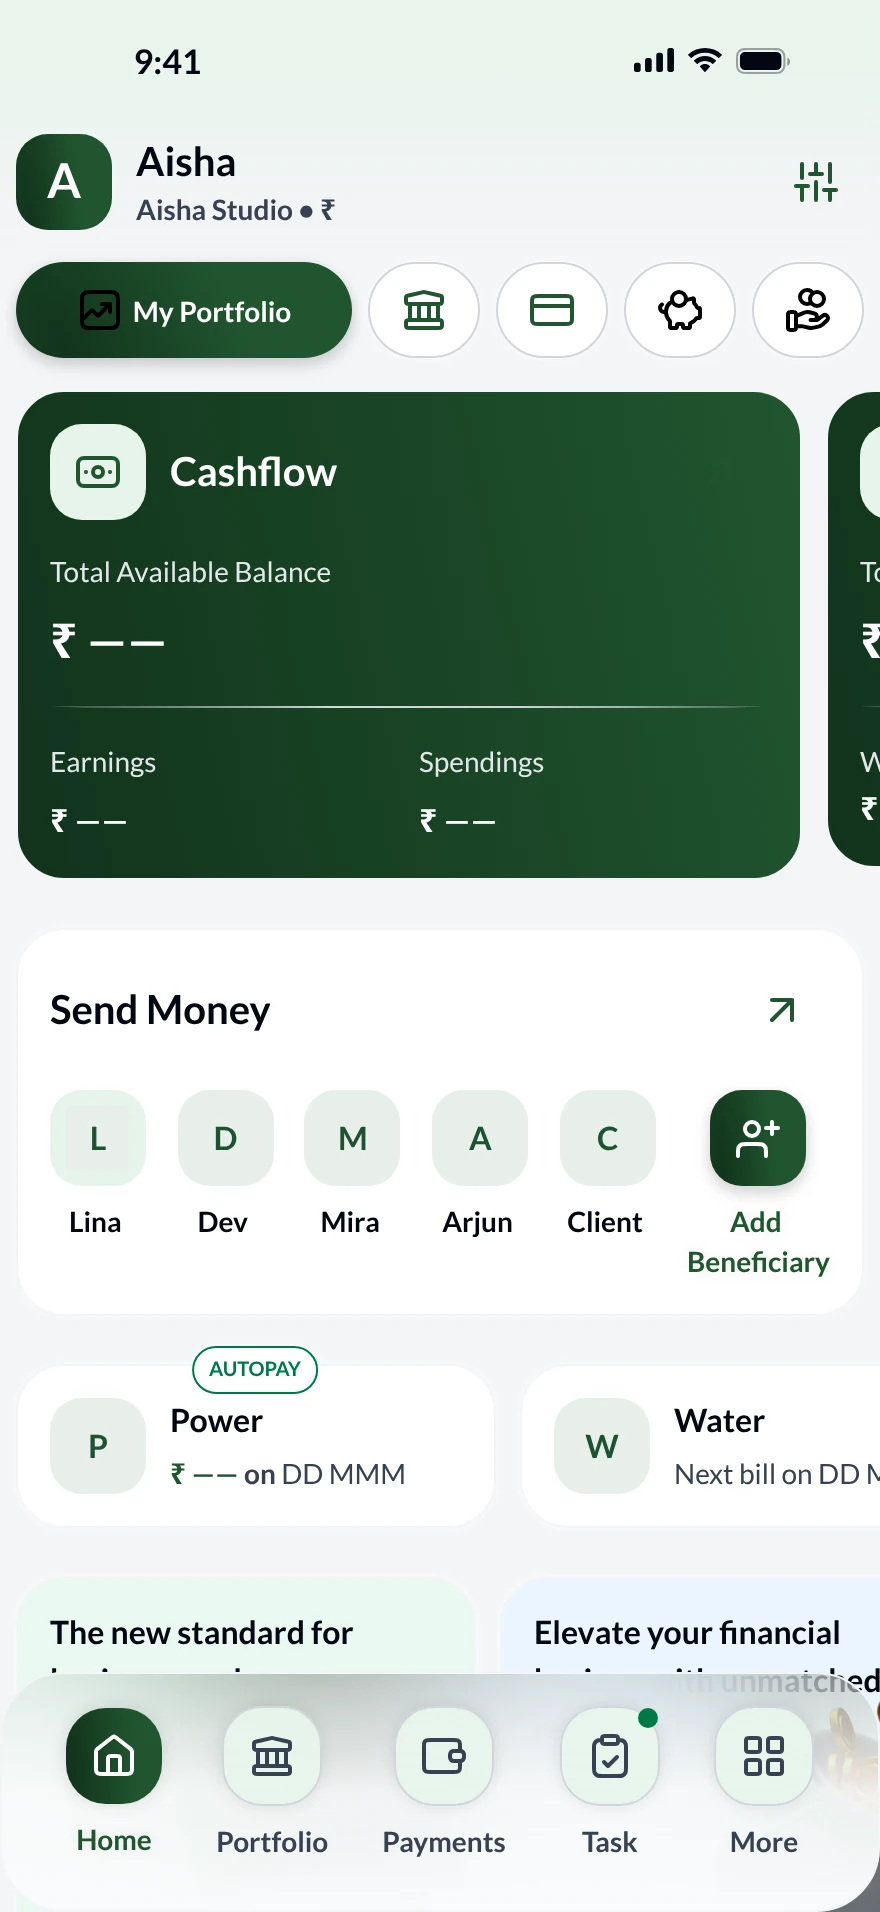 9:41
A
Aisha
Aisha Studio • ₹
My Portfolio
Cashflow
Total Available Balance
₹ ——
Earnings
Spendings
₹ ——
₹ ——
₹
₹
Send Money
L
D
M
A
C
Lina
Dev
Mira
Arjun
Client
Add
Beneficiary
AUTOPAY
P
Power
₹ —— on DD MMM
W
Water
Next bill on DD
The new standard for
Elevate your financial
with unmatched
Home
Portfolio
Payments
Task
More